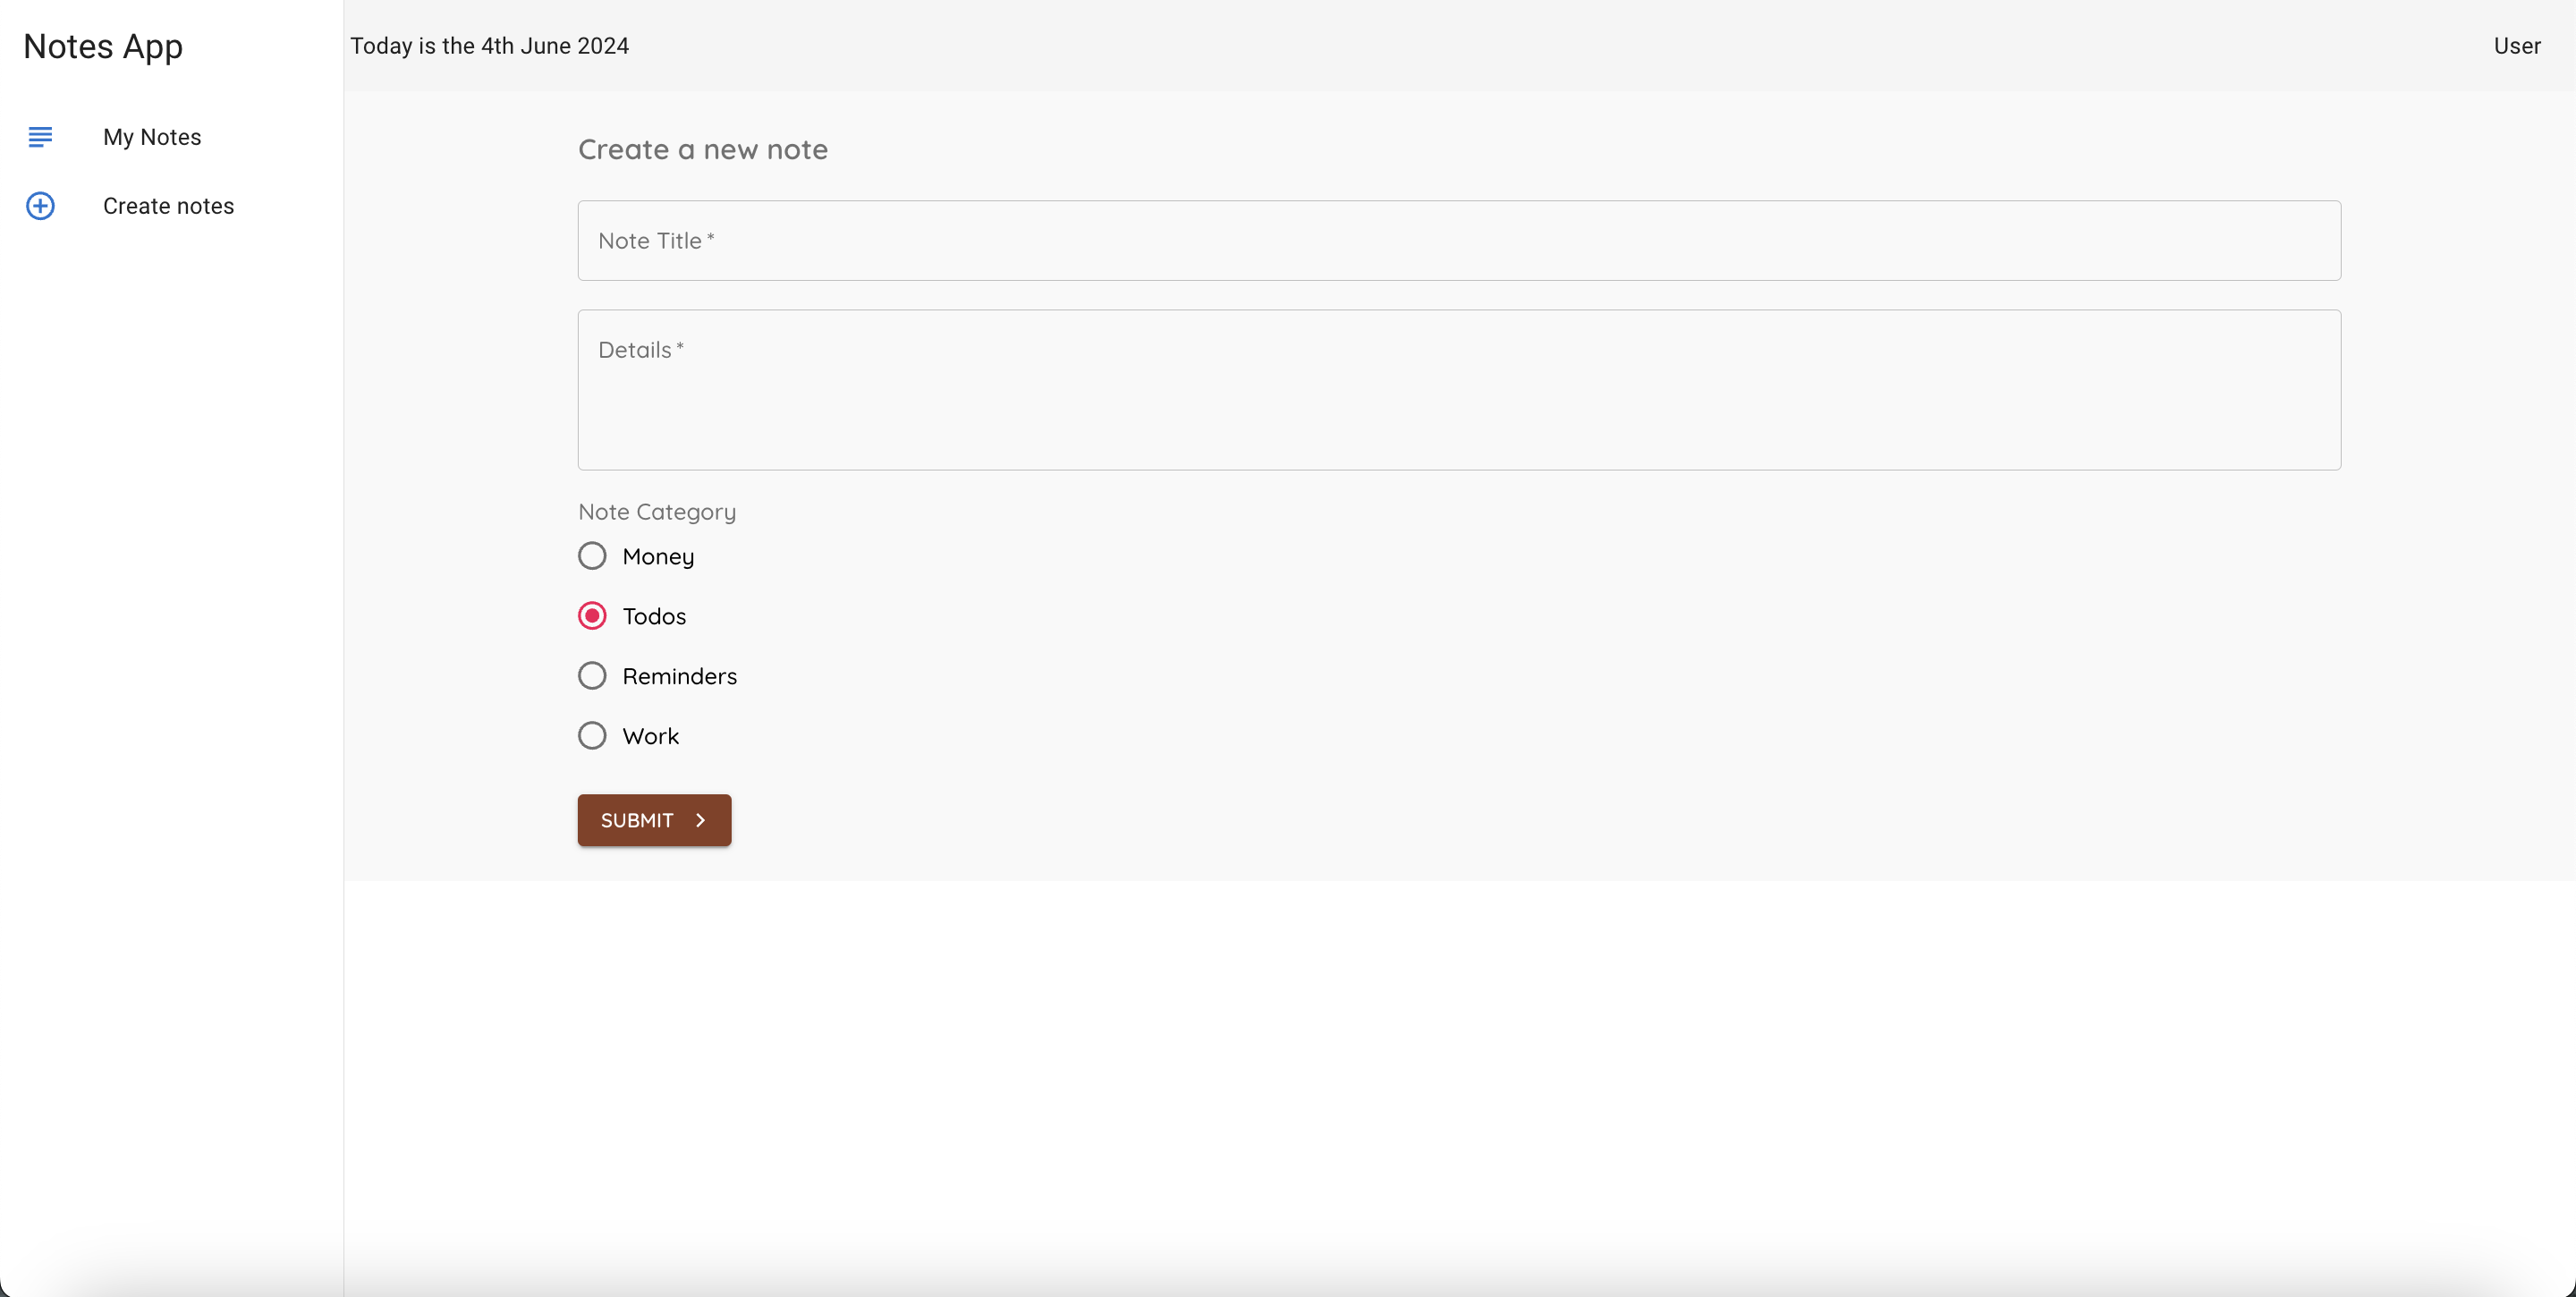 Notes App
My Notes
Create notes
Today is the 4th June 2024
User
Create a new note
Note Title *
Details *
Note Category
Money
Todos
Reminders
Work
SUBMIT